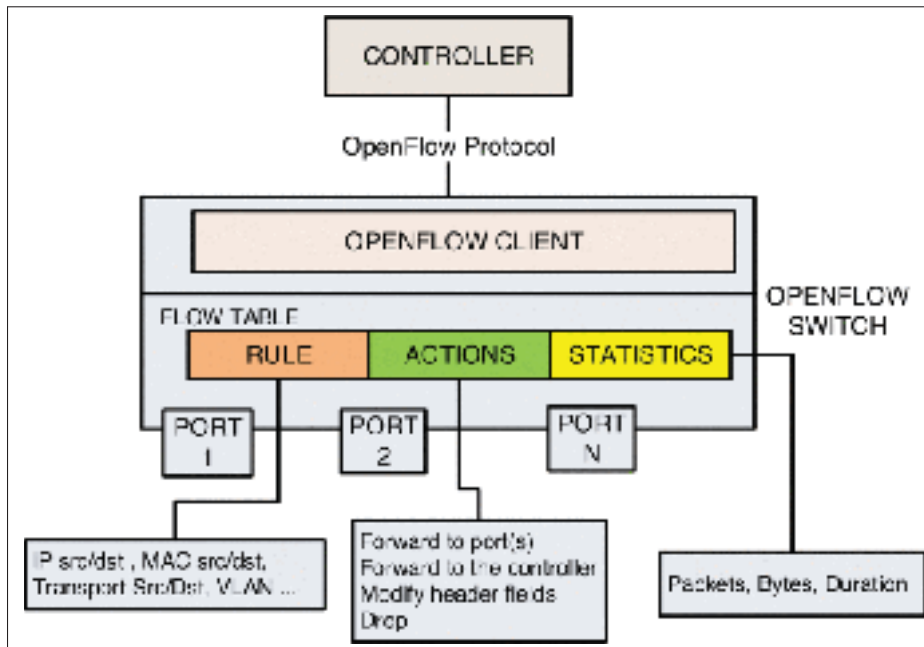 CONTROLLER
OpenFlow Protocol
OPENFLOW CLIENT
OPENFLOW
SWITCH
FLOW TABLE
RULE
ACTIONS
STATISTICS
PORT
1
PORT
2
PORT
N
IP src/dst , MAC src/dst,
Transport Src/Dst, VLAN ...
Forward to port(s)
Forward to the controller
Modify header fields
Drop
Packets, Bytes, Duration